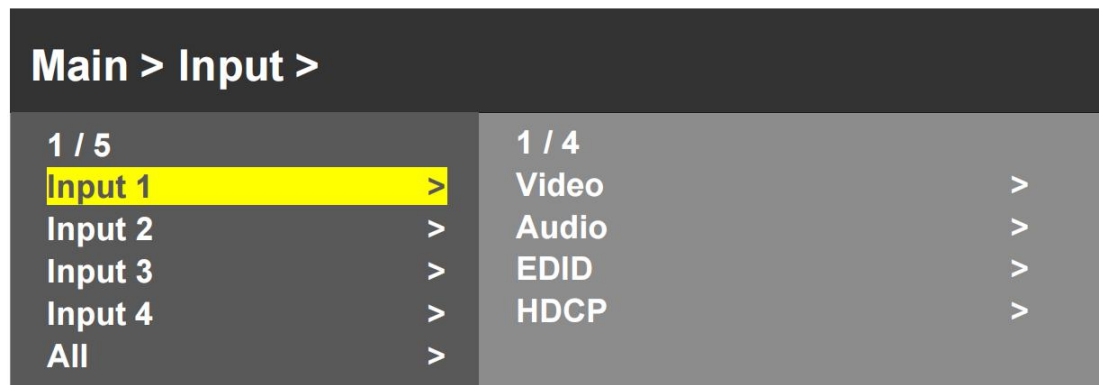 Main > Input >
1 / 5
Input 1 >
Input 2 >
Input 3 >
Input 4 >
All >
1 / 4
Video >
Audio >
EDID >
HDCP >